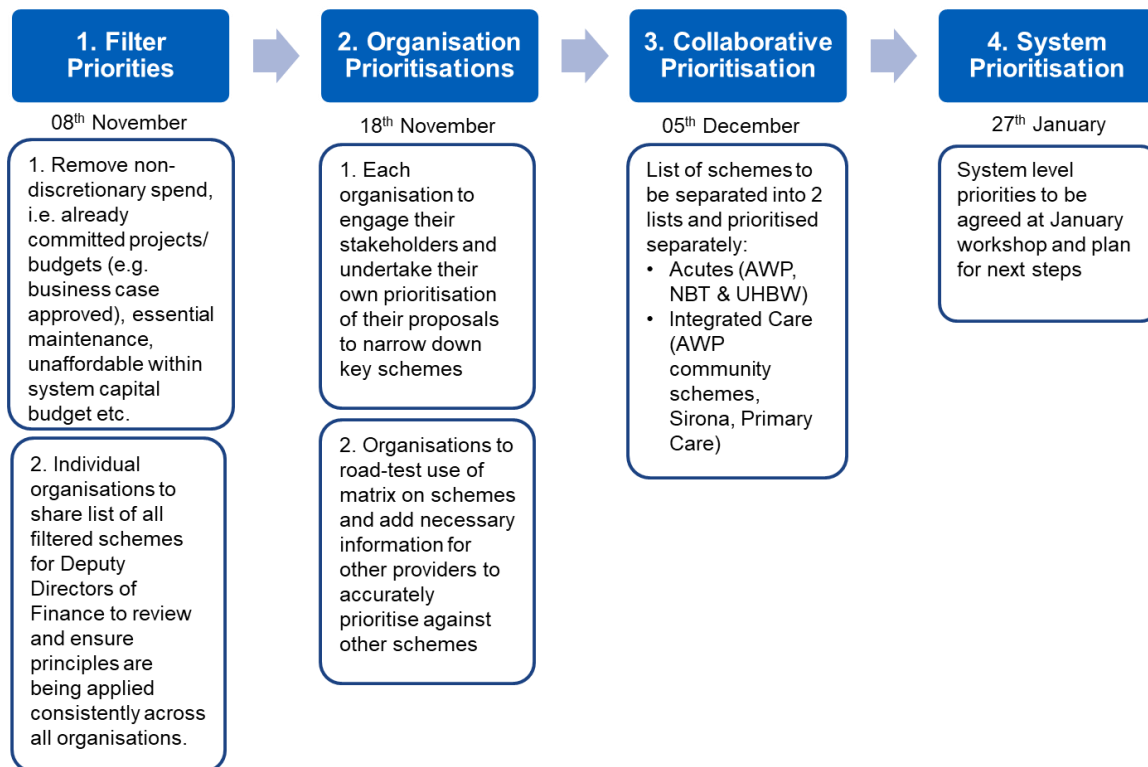 1. Filter
Priorities
2. Organisation
Prioritisations
3. Collaborative
Prioritisation
4. System
Prioritisation
08th November
1. Remove non-
discretionary spend,
i.e. already
committed projects/
budgets (e.g.
business case
approved), essential
maintenance,
unaffordable within
system capital
budget etc.
2. Individual
organisations to
share list of all
filtered schemes
for Deputy
Directors of
Finance to review
and ensure
principles are
being applied
consistently across
all organisations.
18th November
1. Each
organisation to
engage their
stakeholders and
undertake their
own prioritisation
of their proposals
to narrow down
key schemes
2. Organisations to
road-test use of
matrix on schemes
and add necessary
information for
other providers to
accurately
prioritise against
other schemes
05th December
List of schemes to
be separated into 2
lists and prioritised
separately:
• Acutes (AWP,
NBT & UHBW)
• Integrated Care
(AWP
community
schemes,
Sirona, Primary
Care)
27th January
System level
priorities to be
agreed at January
workshop and plan
for next steps